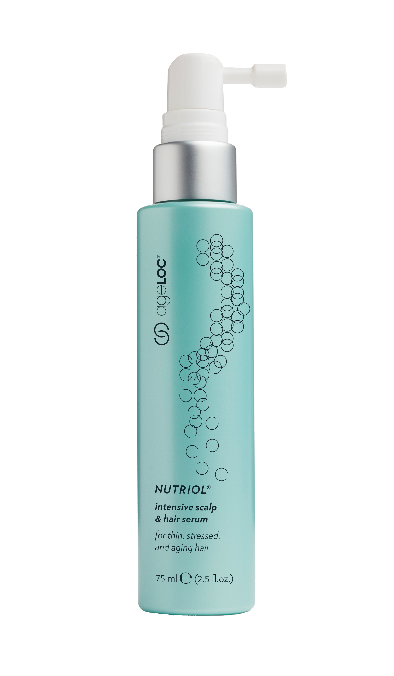 ageLOC
NUTRIOL®
intensive scalp
& hair serum
for thin, stressed,
and aging hair
75 ml ℮ (2.5 fl.oz.)